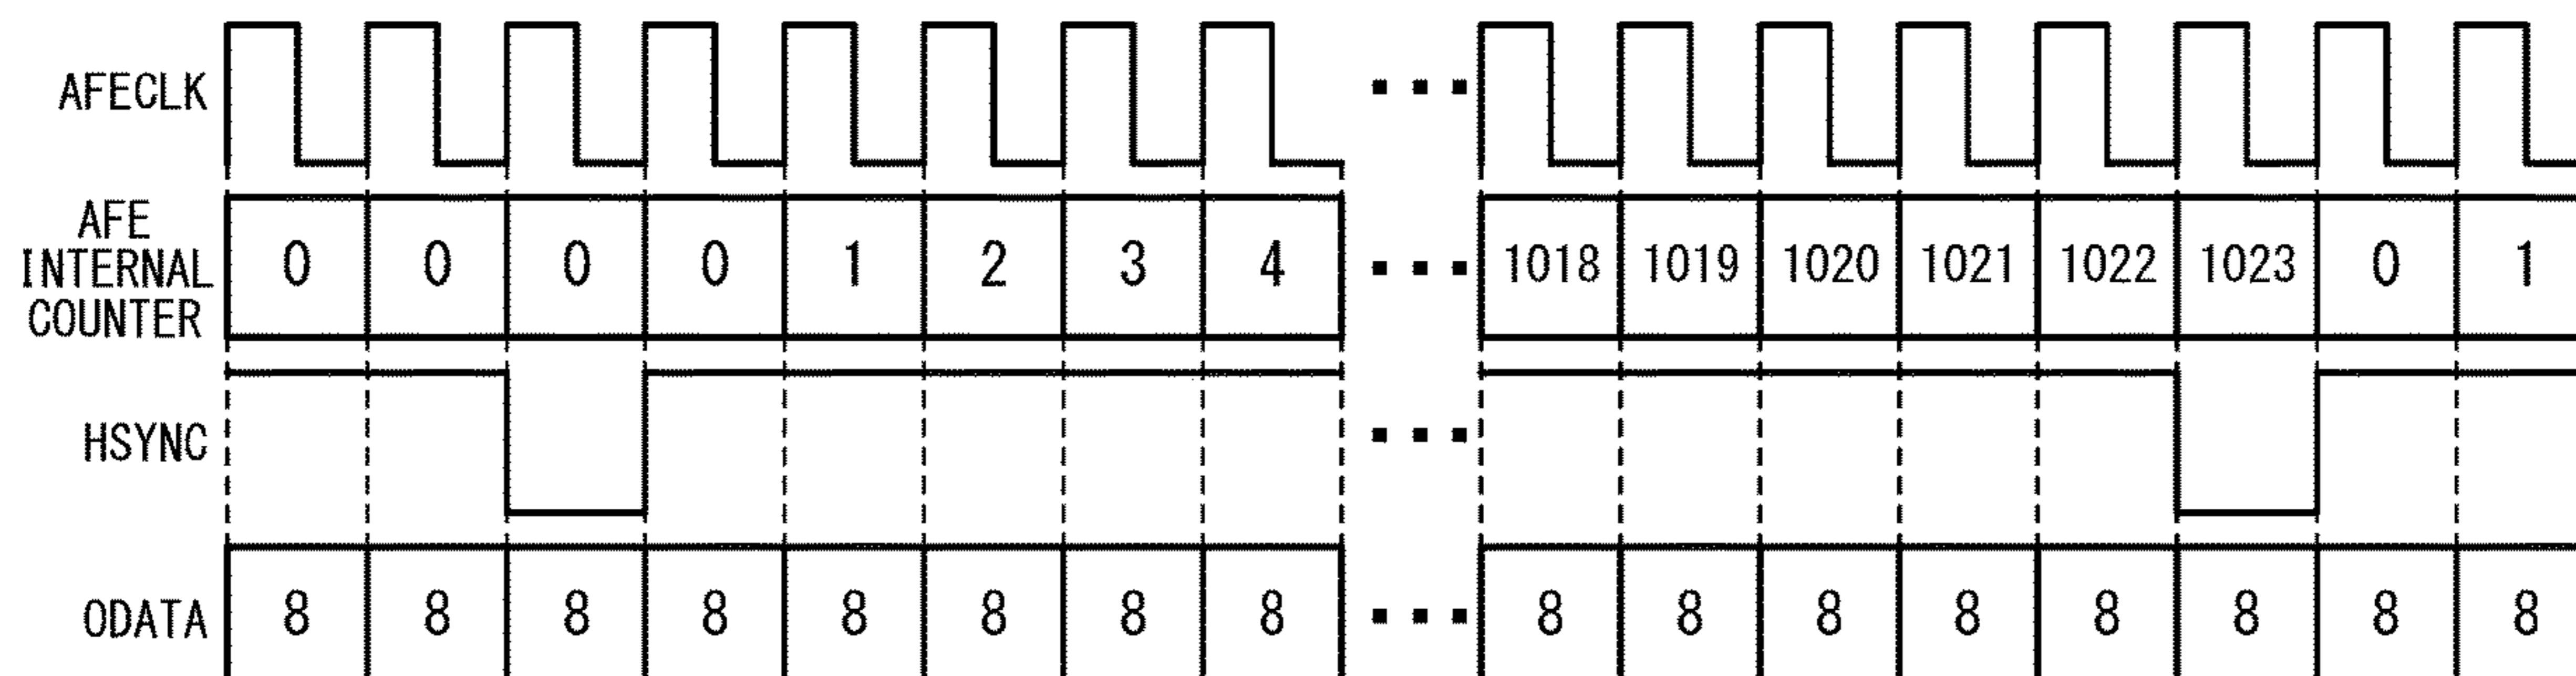 AFECLK ...
AFE
INTERNAL
COUNTER
0 0 0 0 1 2 3 4 ... 1018 1019 1020 1021 1022 1023 0 1
HSYNC ...
ODATA 8 8 8 8 8 8 8 8 ... 8 8 8 8 8 8 8 8